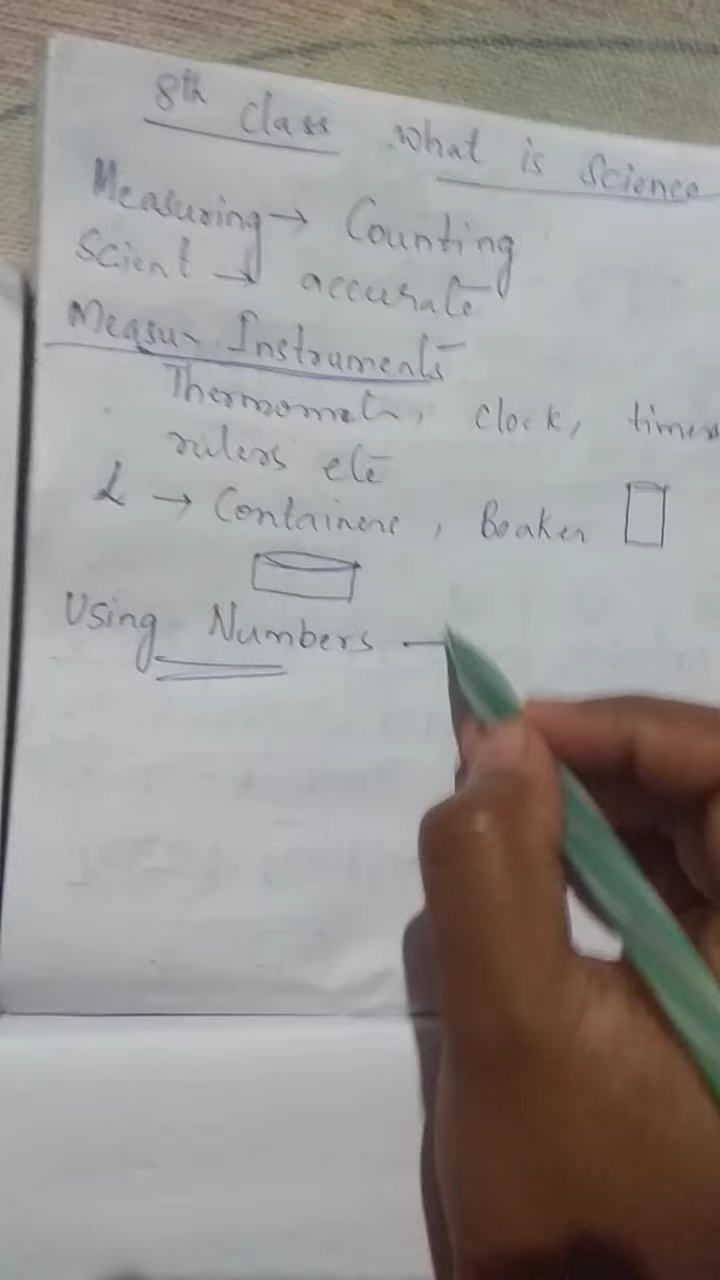 8th class What is Science
Measuring → Counting
Scient → accurate
Measu- Instruments
Thermomet, clock, timers
rulers etc
L → Containers, Beaker
Using Numbers —